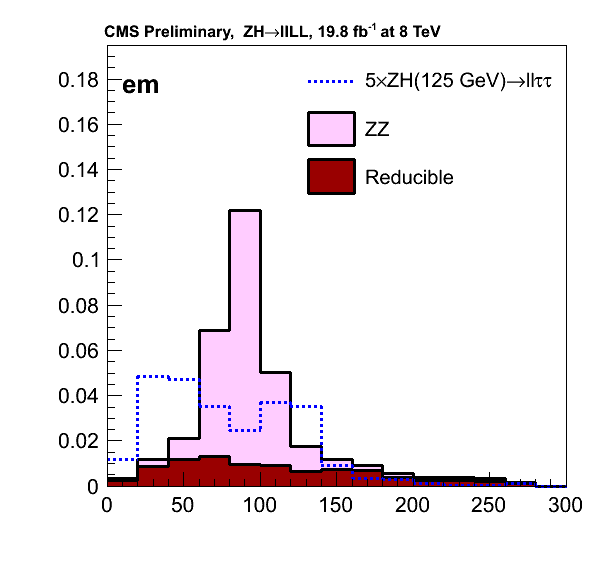 CMS Preliminary, ZH→llLL, 19.8 fb⁻¹ at 8 TeV
em
5×ZH(125 GeV)→llττ
ZZ
Reducible
0.18
0.16
0.14
0.12
0.1
0.08
0.06
0.04
0.02
0
0 50 100 150 200 250 300